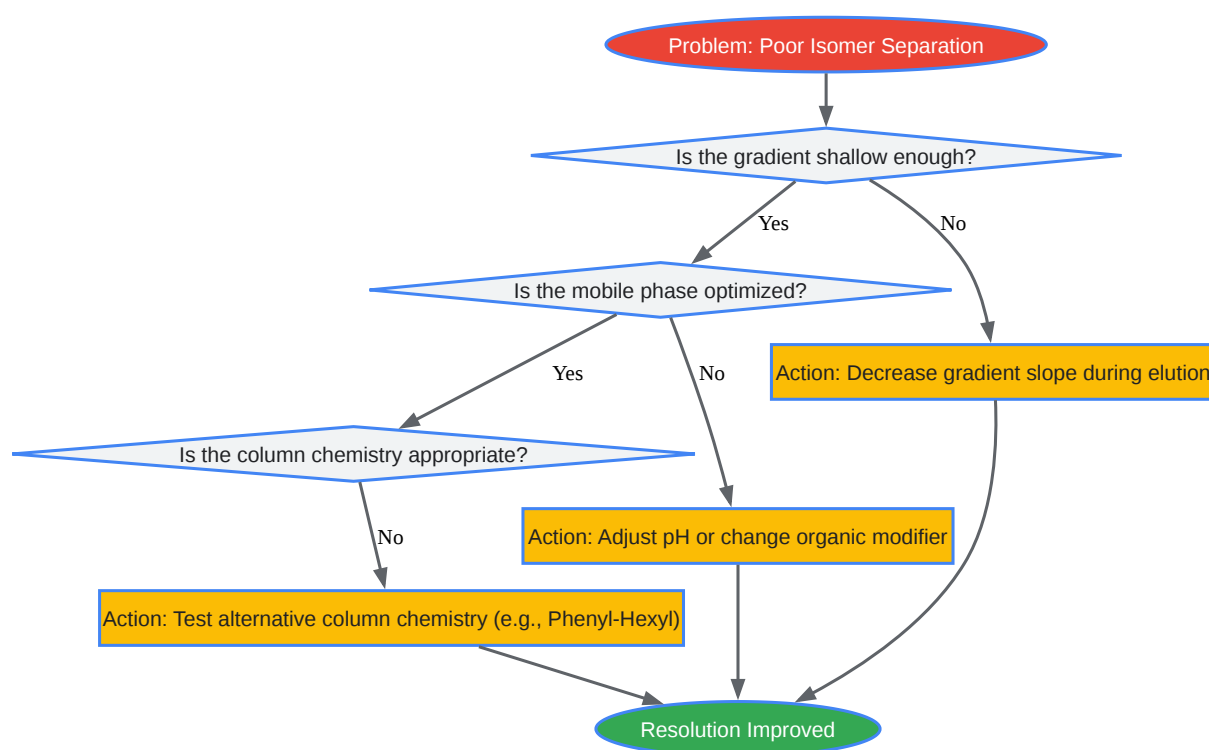 Problem: Poor Isomer Separation
Is the gradient shallow enough?
Yes
No
Is the mobile phase optimized?
Yes
No
Action: Decrease gradient slope during elution
Is the column chemistry appropriate?
No
Action: Adjust pH or change organic modifier
Action: Test alternative column chemistry (e.g., Phenyl-Hexyl)
Resolution Improved